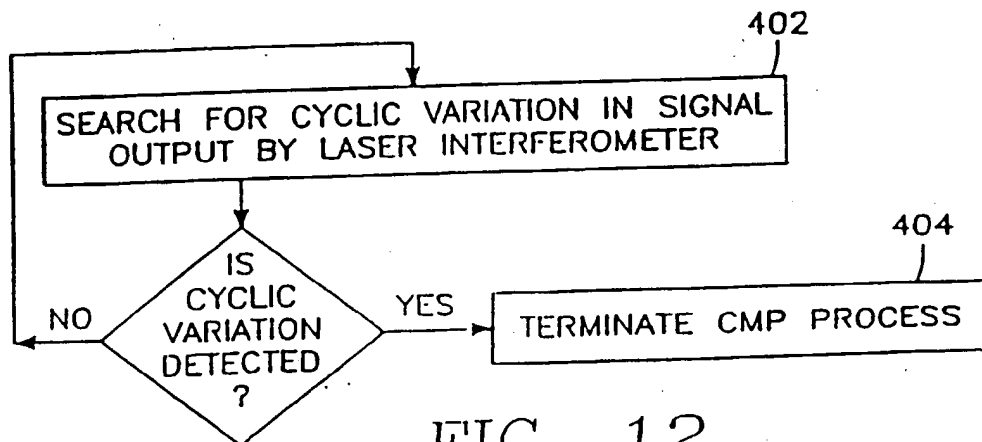 402
SEARCH FOR CYCLIC VARIATION IN SIGNAL
OUTPUT BY LASER INTERFEROMETER
IS
CYCLIC
VARIATION
DETECTED
?
NO
YES
404
TERMINATE CMP PROCESS
FIG. 12